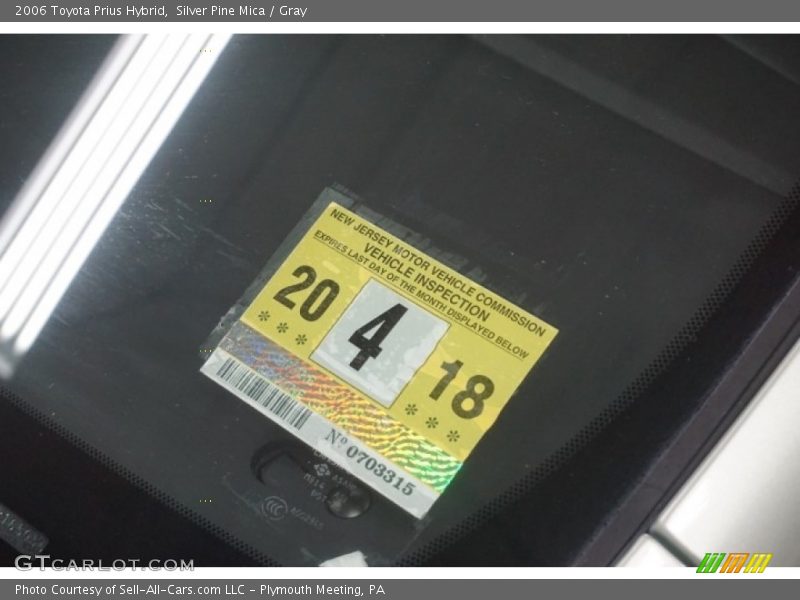 2006 Toyota Prius Hybrid,  Silver Pine Mica / Gray
NEW JERSEY MOTOR VEHICLE COMMISSION
VEHICLE INSPECTION
EXPIRES LAST DAY OF THE MONTH DISPLAYED BELOW
20 4 18
* * * * * *
Nº 0703315
GTCARLOT.COM
Photo Courtesy of Sell-All-Cars.com LLC - Plymouth Meeting, PA